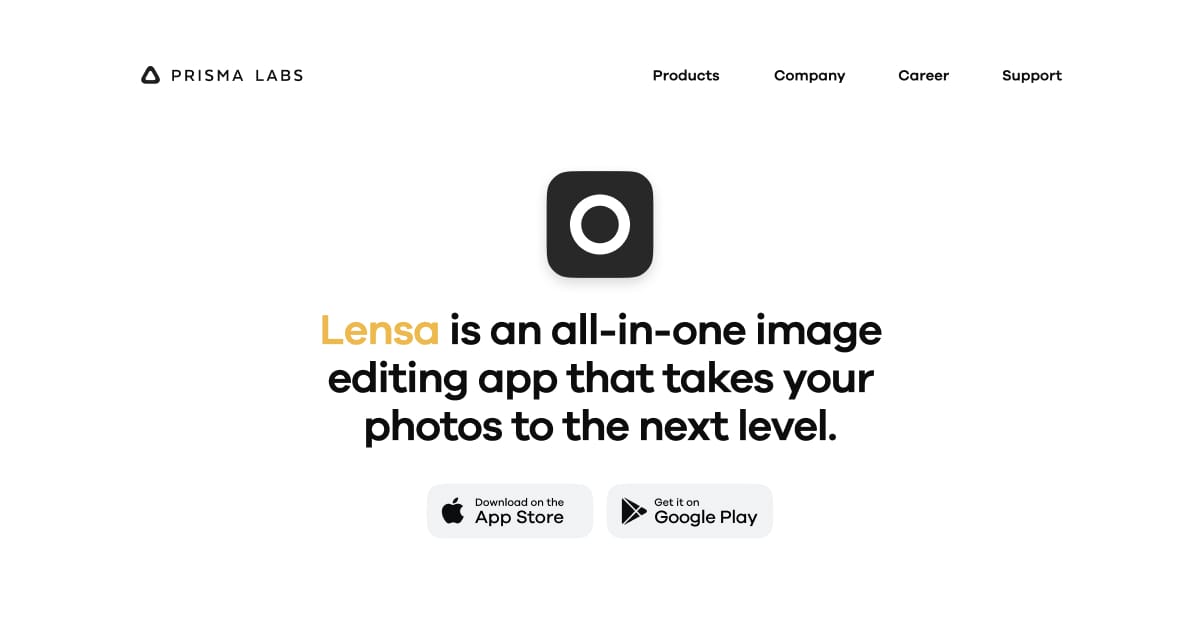 PRISMA LABS
Products
Company
Career
Support
Lensa is an all-in-one image
editing app that takes your
photos to the next level.
Download on the
App Store
Get it on
Google Play